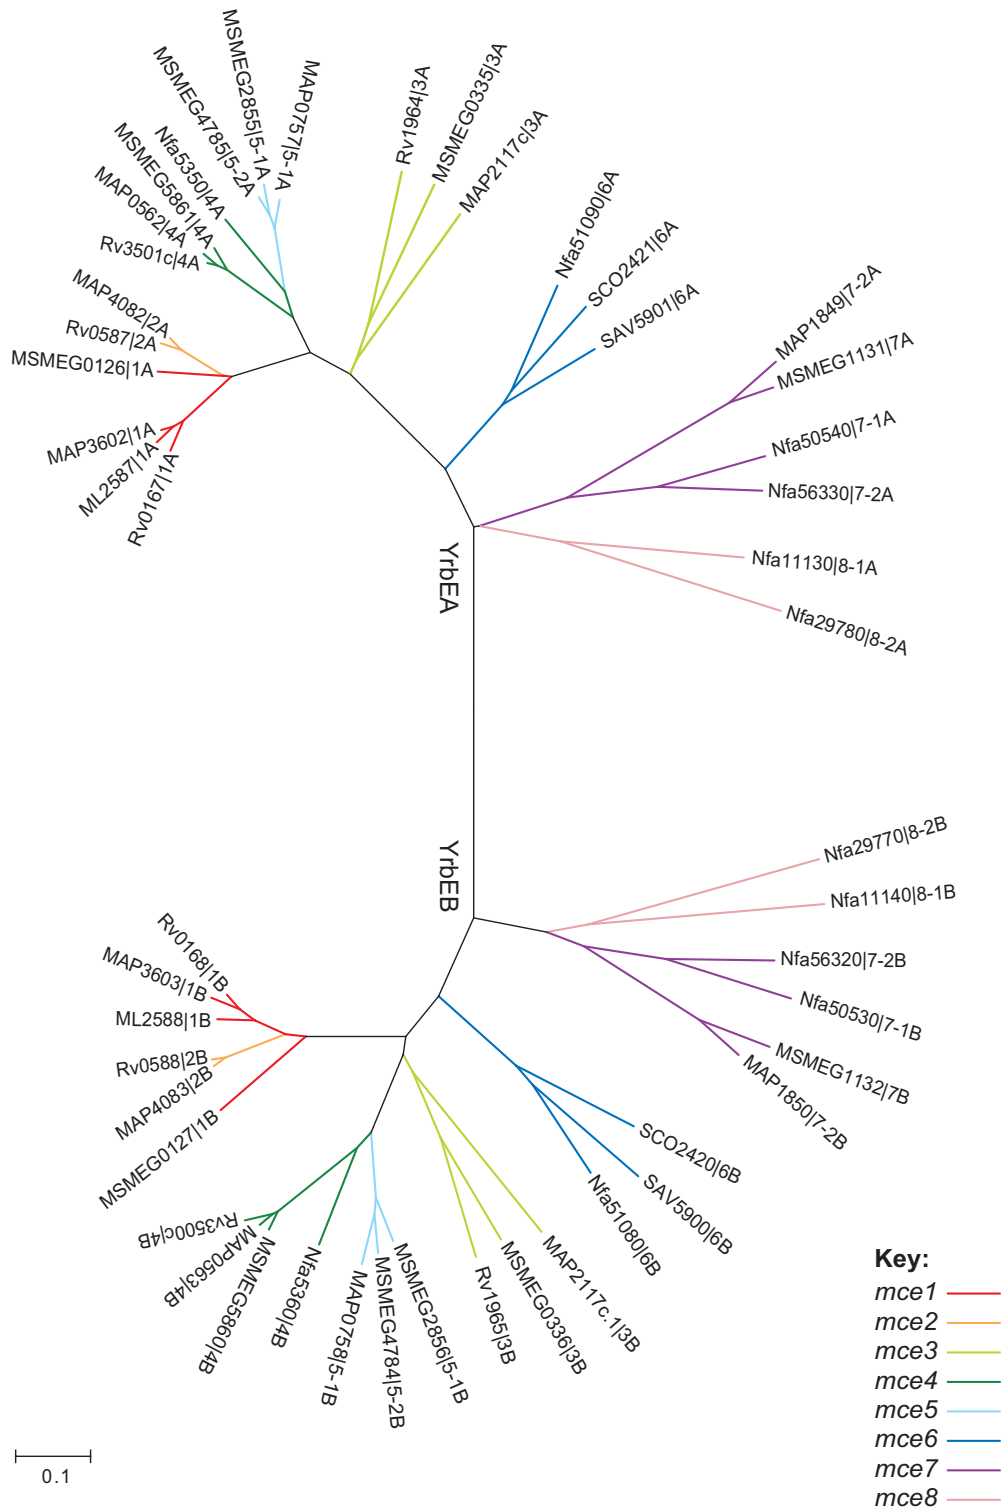 MSMEG2855|5-1A
MSMEG4785|5-2A
MAP0757|5-1A
Nfa5350|4A
MSMEG5861|4A
MAP0562|4A
Rv3501c|4A
MAP4082|2A
Rv0587|2A
MSMEG0126|1A
MAP3602|1A
ML2587|1A
Rv0167|1A
Rv1964|3A
MSMEG0335|3A
MAP2117c|3A
Nfa51090|6A
SCO2421|6A
SAV5901|6A
MAP1849|7-2A
MSMEG1131|7A
Nfa50540|7-1A
Nfa56330|7-2A
Nfa11130|8-1A
Nfa29780|8-2A
YrbEA
YrbEB
Nfa29770|8-2B
Nfa11140|8-1B
Nfa56320|7-2B
Nfa50530|7-1B
MSMEG1132|7B
MAP1850|7-2B
SCO2420|6B
SAV5900|6B
Nfa51080|6B
MAP2117c.1|3B
MSMEG0336|3B
Rv1965|3B
MSMEG2856|5-1B
MSMEG4784|5-2B
MAP0758|5-1B
Nfa5360|4B
MSMEG5860|4B
MAP0563|4B
Rv3500c|4B
MSMEG0127|1B
MAP4083|2B
Rv0588|2B
ML2588|1B
MAP3603|1B
Rv0168|1B
0.1
Key:
mce1
mce2
mce3
mce4
mce5
mce6
mce7
mce8